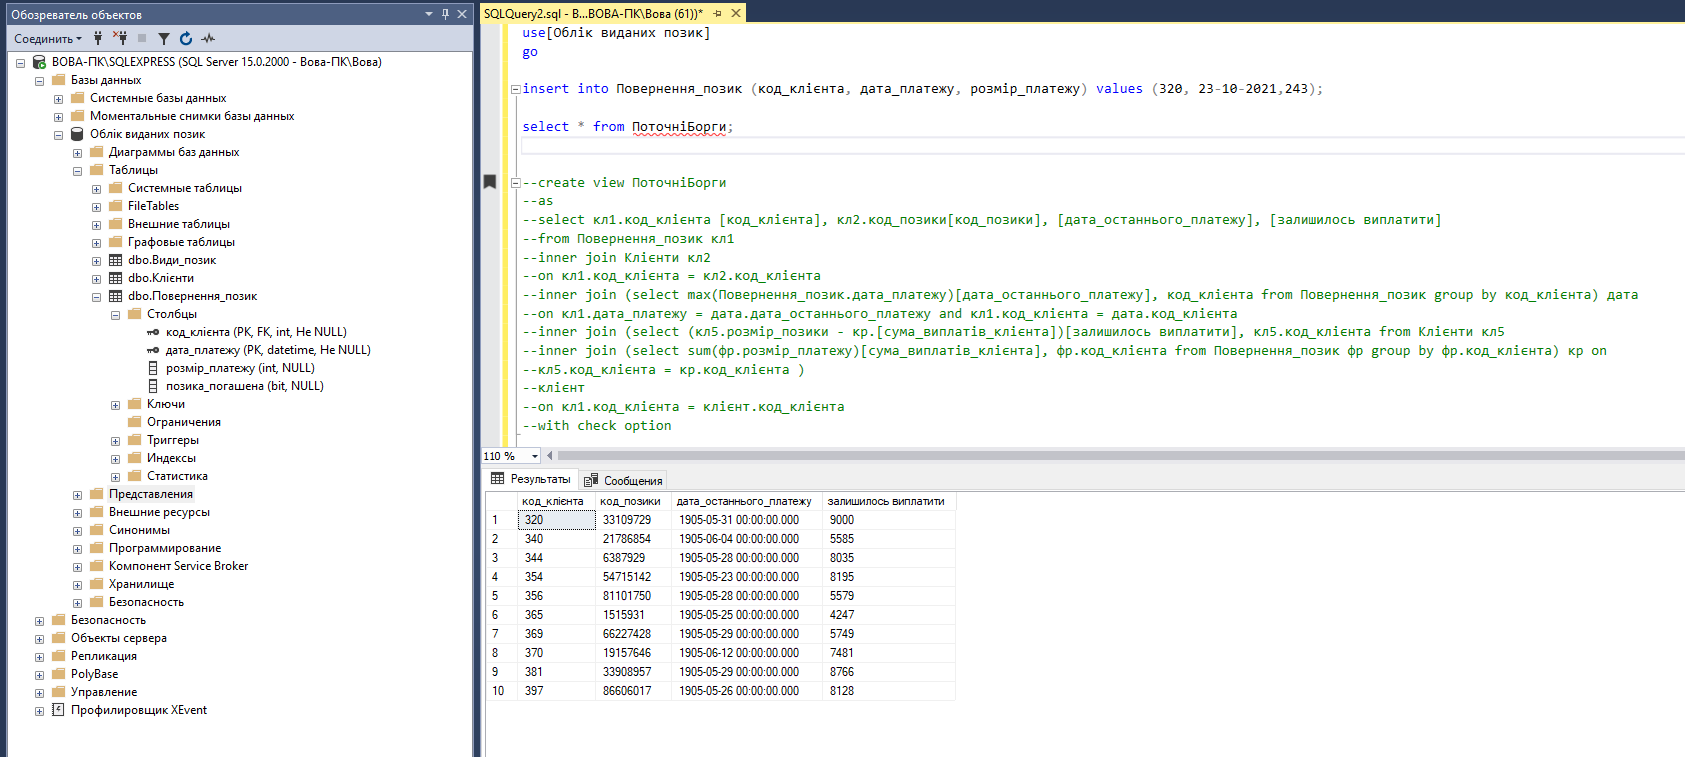 Обозреватель объектов
Соединить
ВОВА-ПК\SQLEXPRESS (SQL Server 15.0.2000 - Вова-ПК\Вова)
Базы данных
Системные базы данных
Моментальные снимки базы данных
Облік виданих позик
Диаграммы баз данных
Таблицы
Системные таблицы
FileTables
Внешние таблицы
Графовые таблицы
dbo.Види_позик
dbo.Клієнти
dbo.Повернення_позик
Столбцы
код_клієнта (PK, FK, int, Не NULL)
дата_платежу (PK, datetime, Не NULL)
розмір_платежу (int, NULL)
позика_погашена (bit, NULL)
Ключи
Ограничения
Триггеры
Индексы
Статистика
Представления
Внешние ресурсы
Синонимы
Программирование
Компонент Service Broker
Хранилище
Безопасность
Безопасность
Объекты сервера
Репликация
PolyBase
Управление
Профилировщик XEvent
SQLQuery2.sql - В...ВОВА-ПК\Вова (61))*
use[Облік виданих позик]
go
insert into Повернення_позик (код_клієнта, дата_платежу, розмір_платежу) values (320, 23-10-2021,243);
select * from ПоточніБорги;
--create view ПоточніБорги
--as
--select кл1.код_клієнта [код_клієнта], кл2.код_позики[код_позики], [дата_останнього_платежу], [залишилось виплатити]
--from Повернення_позик кл1
--inner join Клієнти кл2
--on кл1.код_клієнта = кл2.код_клієнта
--inner join (select max(Повернення_позик.дата_платежу)[дата_останнього_платежу], код_клієнта from Повернення_позик group by код_клієнта) дата
--on кл1.дата_платежу = дата.дата_останнього_платежу and кл1.код_клієнта = дата.код_клієнта
--inner join (select (кл5.розмір_позики - кр.[сума_виплатів_клієнта])[залишилось виплатити], кл5.код_клієнта from Клієнти кл5
--inner join (select sum(фр.розмір_платежу)[сума_виплатів_клієнта], фр.код_клієнта from Повернення_позик фр group by фр.код_клієнта) кр on
--кл5.код_клієнта = кр.код_клієнта )
--клієнт
--on кл1.код_клієнта = клієнт.код_клієнта
--with check option
110 %
Результаты Сообщения
код_клієнта код_позики дата_останнього_платежу залишилось виплатити
1 320 33109729 1905-05-31 00:00:00.000 9000
2 340 21786854 1905-06-04 00:00:00.000 5585
3 344 6387929 1905-05-28 00:00:00.000 8035
4 354 54715142 1905-05-23 00:00:00.000 8195
5 356 81101750 1905-05-28 00:00:00.000 5579
6 365 1515931 1905-05-25 00:00:00.000 4247
7 369 66227428 1905-05-29 00:00:00.000 5749
8 370 19157646 1905-06-12 00:00:00.000 7481
9 381 33908957 1905-05-29 00:00:00.000 8766
10 397 86606017 1905-05-26 00:00:00.000 8128